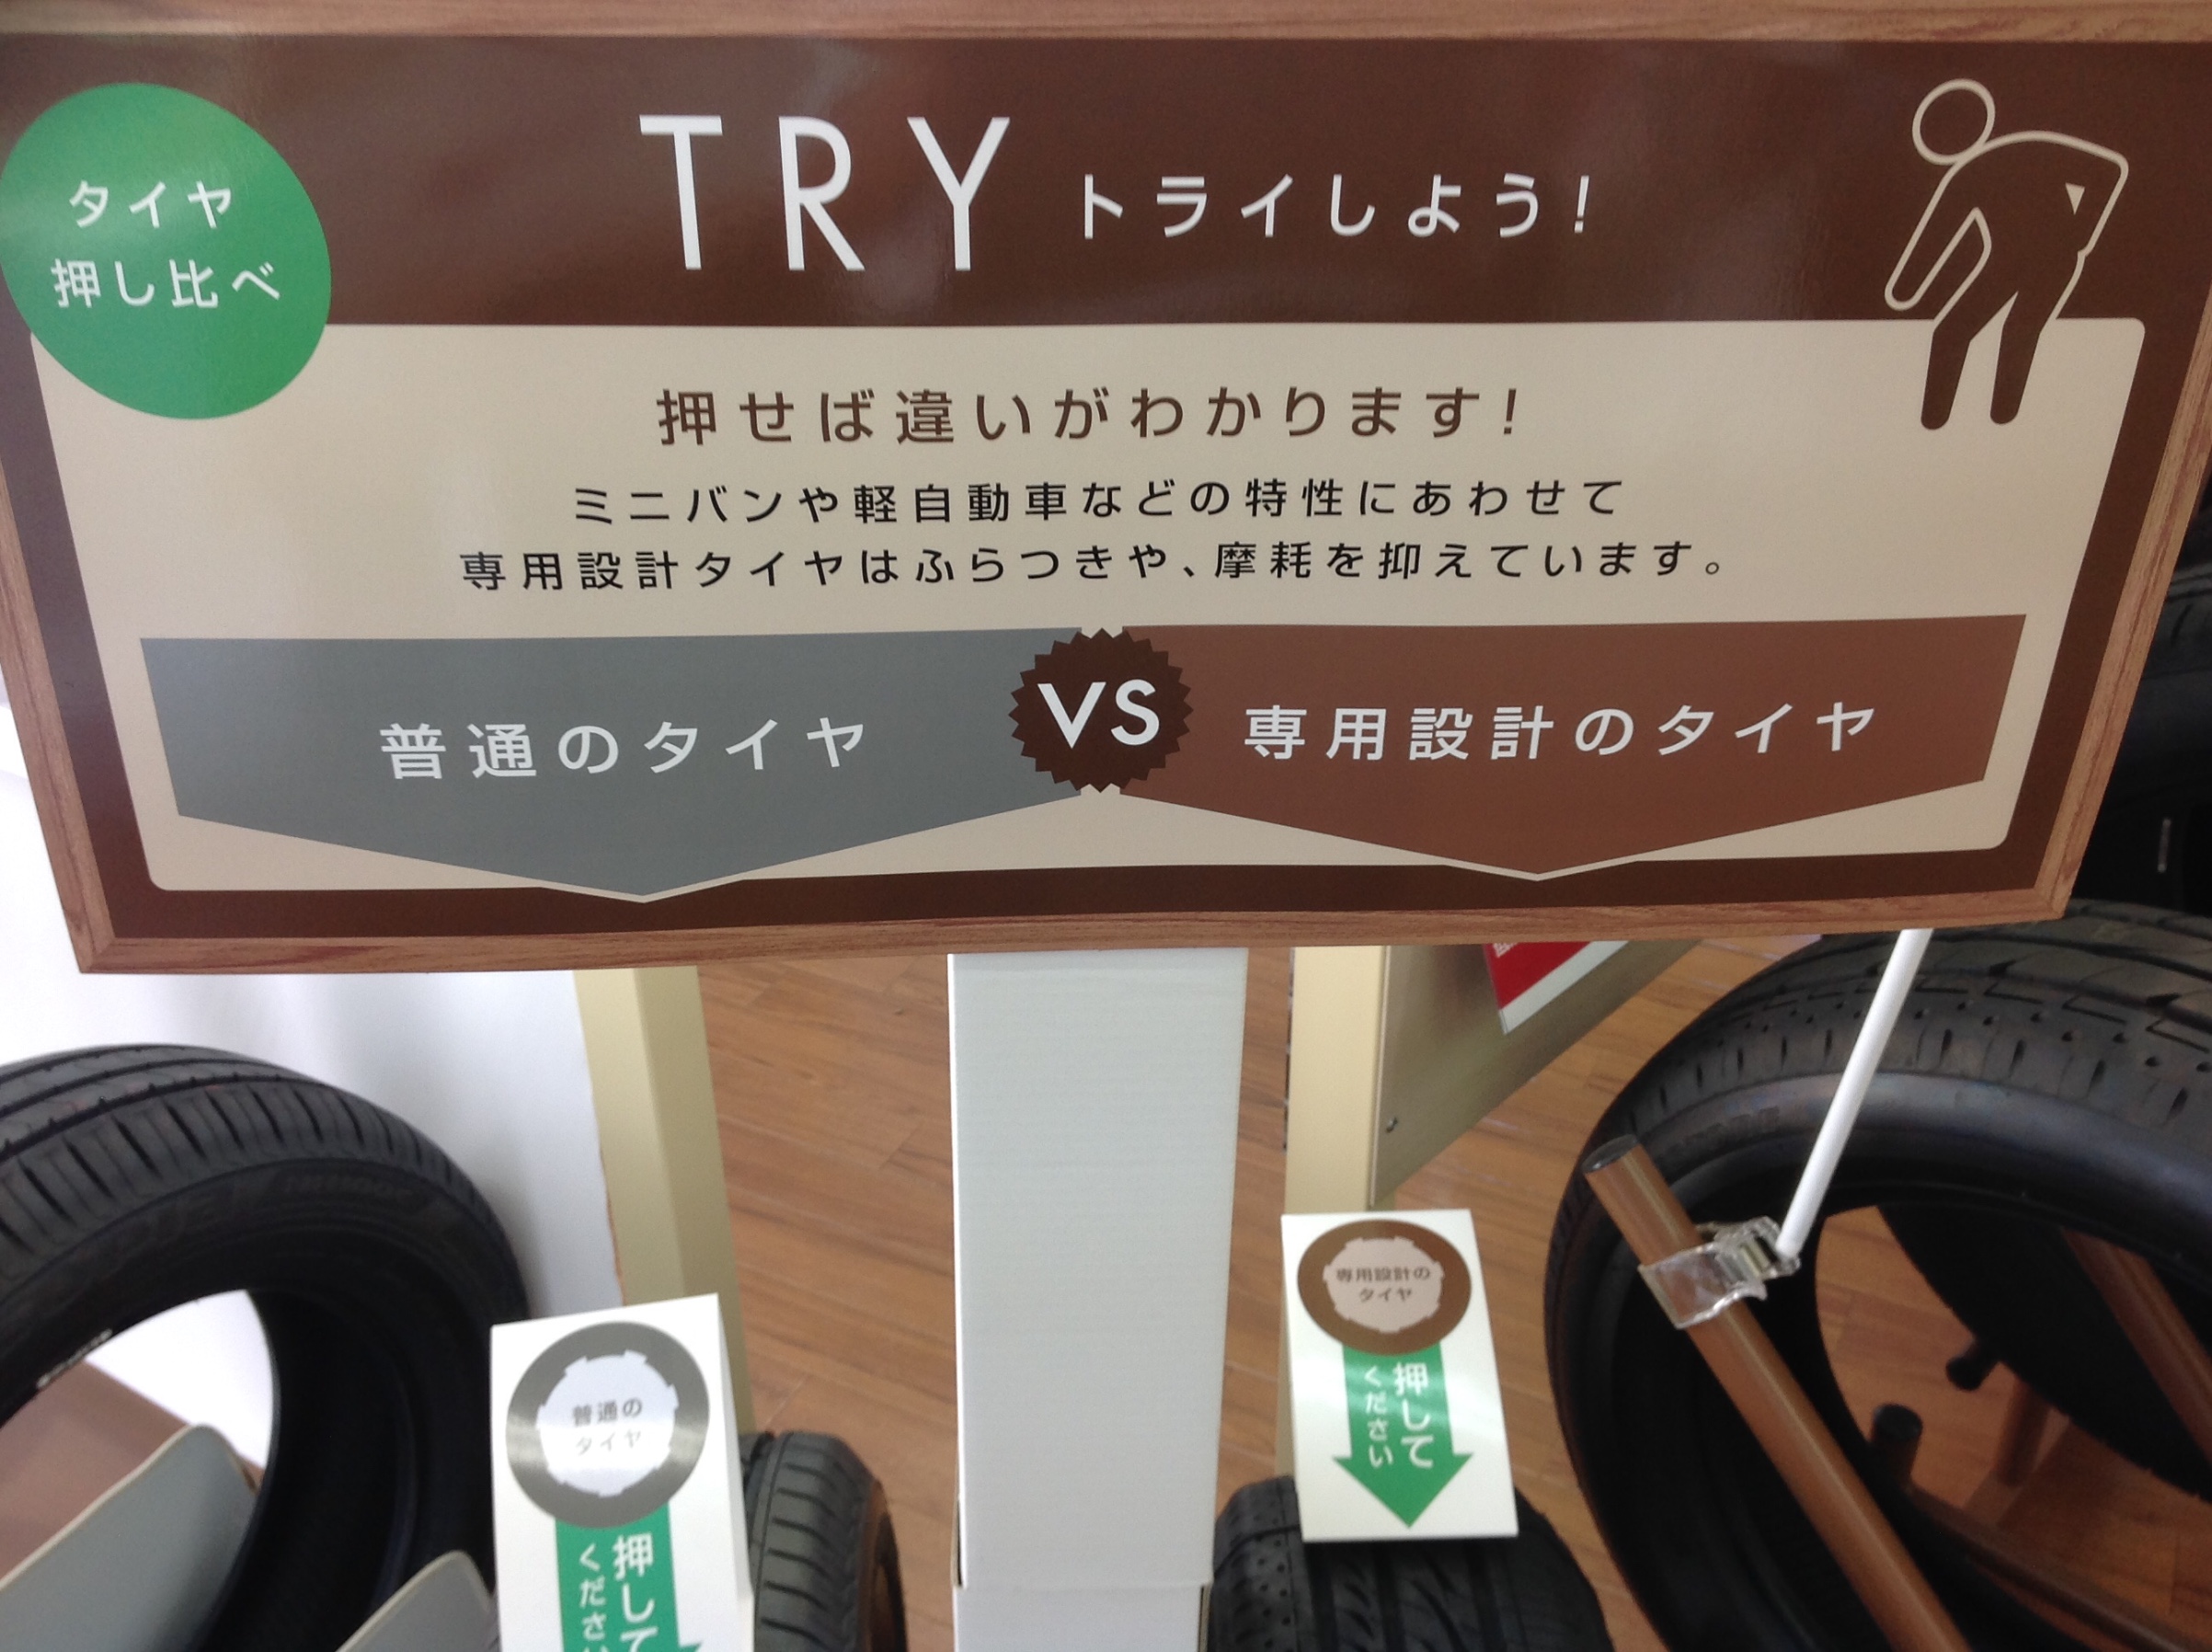 タイヤ
押し比べ
TRY トライしよう!
押せば違いがわかります!
ミニバンや軽自動車などの特性にあわせて
専用設計タイヤはふらつきや、摩耗を抑えています。
普通のタイヤ
VS
専用設計のタイヤ
専用設計の
タイヤ
押して
ください
普通の
タイヤ
押して
ください